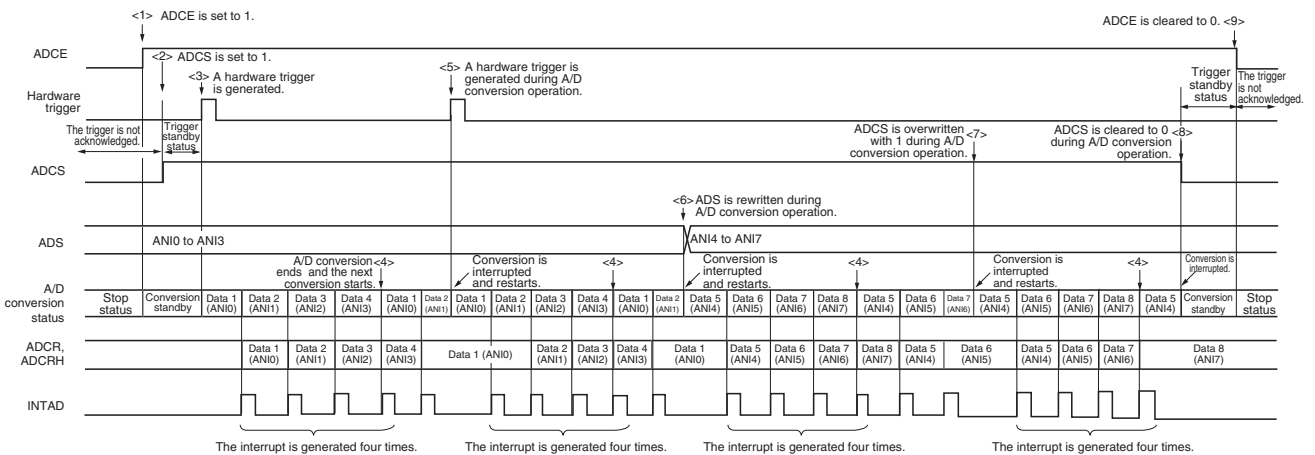 <1> ADCE is set to 1.
ADCE is cleared to 0. <9>
ADCE
<2> ADCS is set to 1.
<3> A hardware trigger
is generated.
<5> A hardware trigger is
generated during A/D
conversion operation.
Trigger
standby
status
The trigger
is not
acknowledged.
Hardware
trigger
The trigger is not
acknowledged.
Trigger
standby
status
ADCS is overwritten
with 1 during A/D
conversion operation.
<7>
ADCS is cleared to 0
during A/D conversion
operation.
<8>
ADCS
<6> ADS is rewritten during
A/D conversion operation.
ADS
ANI0 to ANI3
ANI4 to ANI7
A/D conversion
ends and the next
conversion starts.
<4>
Conversion is
interrupted
and restarts.
<4>
Conversion is
interrupted
and restarts.
<4>
Conversion is
interrupted
and restarts.
<4>
Conversion is
interrupted.
A/D
conversion
status
Stop
status
Conversion
standby
Data 1
(ANI0)
Data 2
(ANI1)
Data 3
(ANI2)
Data 4
(ANI3)
Data 1
(ANI0)
Data 2
(ANI1)
Data 1
(ANI0)
Data 2
(ANI1)
Data 3
(ANI2)
Data 4
(ANI3)
Data 1
(ANI0)
Data 2
(ANI1)
Data 5
(ANI4)
Data 6
(ANI5)
Data 7
(ANI6)
Data 8
(ANI7)
Data 5
(ANI4)
Data 6
(ANI5)
Data 7
(ANI6)
Data 5
(ANI4)
Data 6
(ANI5)
Data 7
(ANI6)
Data 8
(ANI7)
Data 5
(ANI4)
Conversion
standby
Stop
status
ADCR,
ADCRH
Data 1
(ANI0)
Data 2
(ANI1)
Data 3
(ANI2)
Data 4
(ANI3)
Data 1 (ANI0)
Data 2
(ANI1)
Data 3
(ANI2)
Data 4
(ANI3)
Data 1
(ANI0)
Data 5
(ANI4)
Data 6
(ANI5)
Data 7
(ANI6)
Data 8
(ANI7)
Data 5
(ANI4)
Data 6
(ANI5)
Data 5
(ANI4)
Data 6
(ANI5)
Data 7
(ANI6)
Data 8
(ANI7)
INTAD
The interrupt is generated four times.
The interrupt is generated four times.
The interrupt is generated four times.
The interrupt is generated four times.